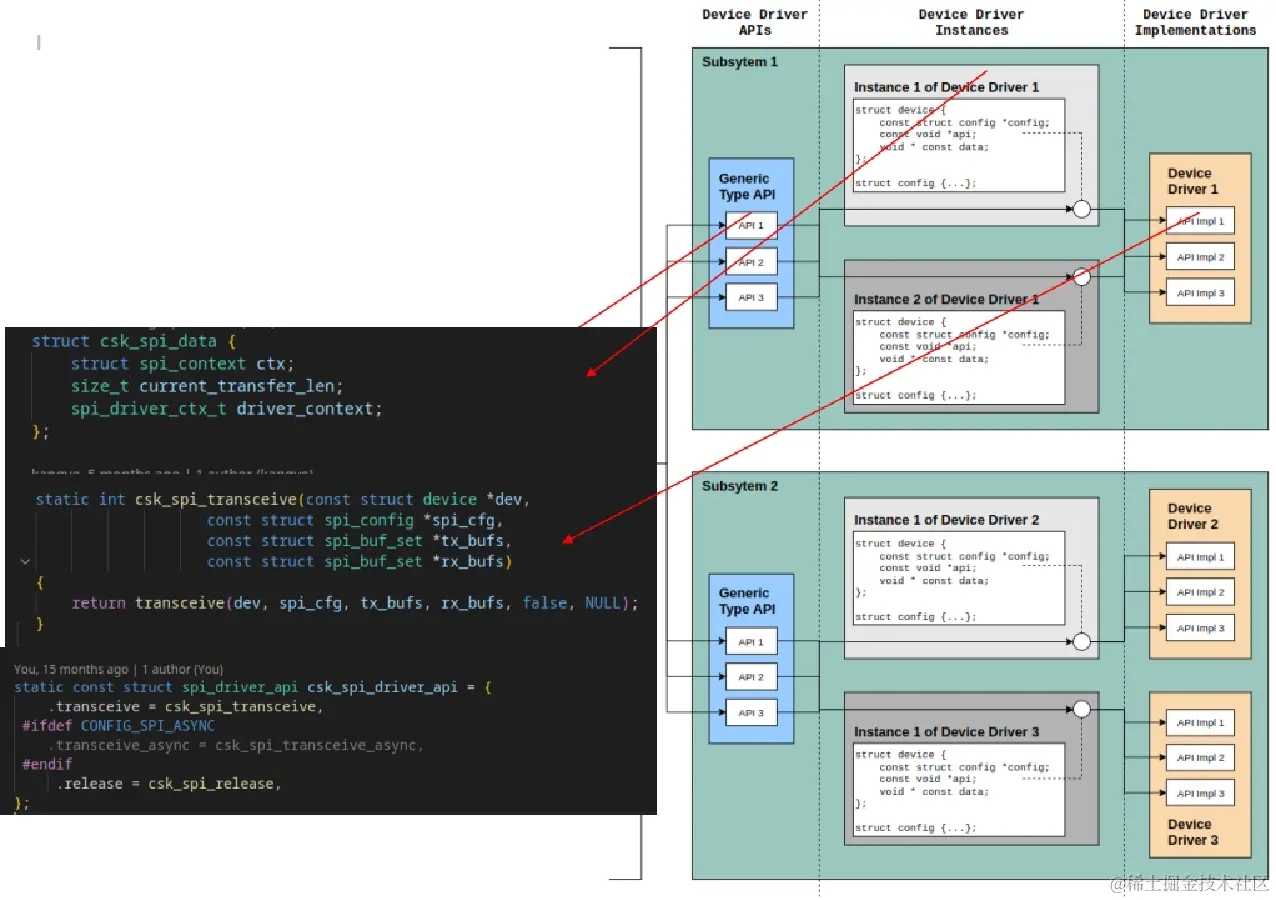 Device Driver
APIs
Device Driver
Instances
Device Driver
Implementations
Subsytem 1
Generic
Type API
API 1
API 2
API 3
Instance 1 of Device Driver 1
struct device {
const struct config *config;
const void *api;
void * const data;
};
struct config {...};
Instance 2 of Device Driver 1
struct device {
const struct config *config;
const void *api;
void * const data;
};
struct config {...};
Device
Driver 1
API Impl 1
API Impl 2
API Impl 3
struct csk_spi_data {
struct spi_context ctx;
size_t current_transfer_len;
spi_driver_ctx_t driver_context;
};
static int csk_spi_transceive(const struct device *dev,
const struct spi_config *spi_cfg,
const struct spi_buf_set *tx_bufs,
const struct spi_buf_set *rx_bufs)
{
return transceive(dev, spi_cfg, tx_bufs, rx_bufs, false, NULL);
}
You, 15 months ago | 1 author (You)
static const struct spi_driver_api csk_spi_driver_api = {
.transceive = csk_spi_transceive,
#ifdef CONFIG_SPI_ASYNC
.transceive_async = csk_spi_transceive_async,
#endif
.release = csk_spi_release,
};
Subsytem 2
Generic
Type API
API 1
API 2
API 3
Instance 1 of Device Driver 2
struct device {
const struct config *config;
const void *api;
void * const data;
};
struct config {...};
Device
Driver 2
API Impl 1
API Impl 2
API Impl 3
Instance 1 of Device Driver 3
struct device {
const struct config *config;
const void *api;
void * const data;
};
struct config {...};
API Impl 1
API Impl 2
API Impl 3
Device
Driver 3
@稀土掘金技术社区